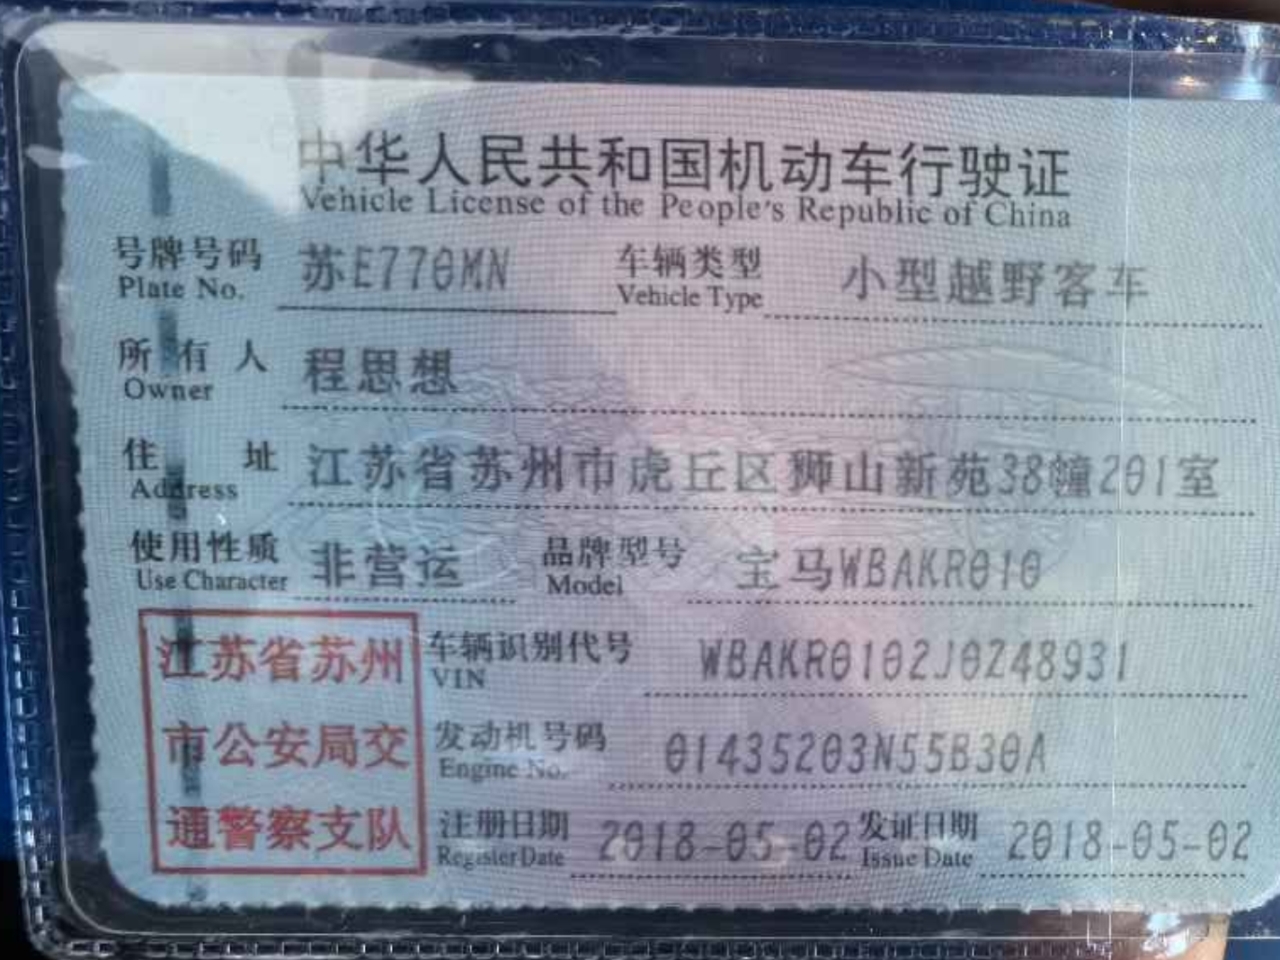 中华人民共和国机动车行驶证
Vehicle License of the People's Republic of China
号牌号码 苏E770MN 车辆类型 小型越野客车
Plate No. Vehicle Type
所有人 程思想
Owner
住址 江苏省苏州市虎丘区狮山新苑38幢201室
Address
使用性质 非营运 品牌型号 宝马WBAKR010
Use Character Model
江苏省苏州
市公安局交
通警察支队
车辆识别代号 WBAKR0102J0Z48931
VIN
发动机号码 01435203N55B30A
Engine No.
注册日期 2018-05-02 发证日期 2018-05-02
Register Date Issue Date